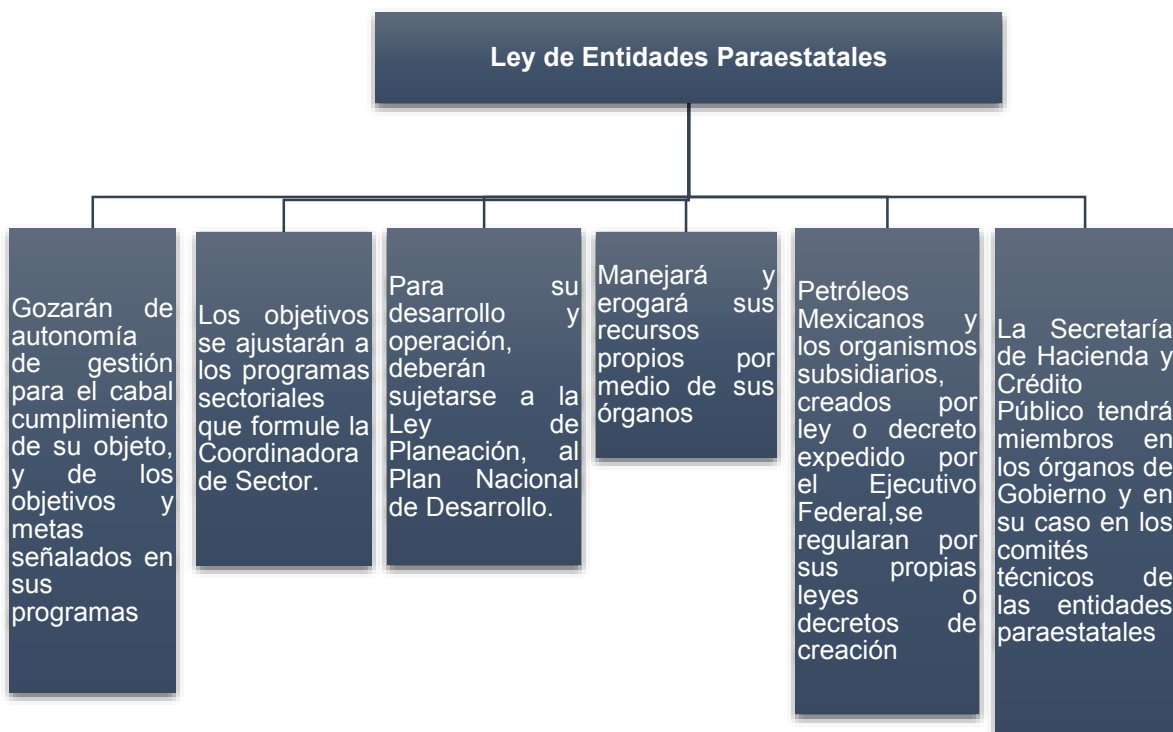 Ley de Entidades Paraestatales
Gozarán de
autonomía
de gestión
para el cabal
cumplimiento
de su objeto,
y de los
objetivos y
metas
señalados en
sus
programas
Los objetivos
se ajustarán a
los programas
sectoriales
que formule la
Coordinadora
de Sector.
Para su
desarrollo y
operación,
deberán
sujetarse a la
Ley de
Planeación, al
Plan Nacional
de Desarrollo.
Manejará y
erogará sus
recursos
propios por
medio de sus
órganos
Petróleos
Mexicanos y
los organismos
subsidiarios,
creados por
ley o decreto
expedido por
el Ejecutivo
Federal,se
regularan por
sus propias
leyes o
decretos de
creación
La Secretaría
de Hacienda y
Crédito
Público tendrá
miembros en
los órganos de
Gobierno y en
su caso en los
comités
técnicos de
las entidades
paraestatales